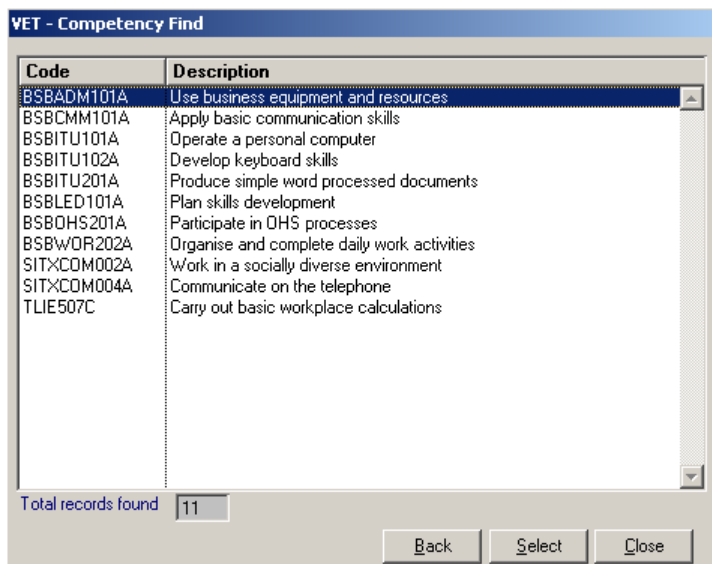 VET - Competency Find
Code Description
BSBADM101A Use business equipment and resources
BSBCMM101A Apply basic communication skills
BSBITU101A Operate a personal computer
BSBITU102A Develop keyboard skills
BSBITU201A Produce simple word processed documents
BSBLED101A Plan skills development
BSBOHS201A Participate in OHS processes
BSBWOR202A Organise and complete daily work activities
SITXCOM002A Work in a socially diverse environment
SITXCOM004A Communicate on the telephone
TLIE507C Carry out basic workplace calculations
Total records found 11
Back Select Close